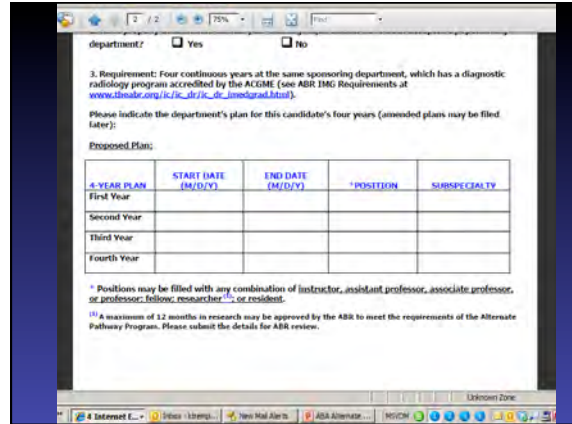 2 / 2 75% Find
department? Yes No
3. Requirement: Four continuous years at the same sponsoring department, which has a diagnostic
radiology program accredited by the ACGME (see ABR IMG Requirements at
www.theabr.org/ic/ic_dr/ic_dr_imedgrad.html).
Please indicate the department's plan for this candidate's four years (amended plans may be filed
later):
Proposed Plan:
4-YEAR PLAN START DATE (M/D/Y) END DATE (M/D/Y) *POSITION SUBSPECIALTY
First Year
Second Year
Third Year
Fourth Year
* Positions may be filled with any combination of instructor, assistant professor, associate professor,
or professor; fellow; researcher (1); or resident.
(1) A maximum of 12 months in research may be approved by the ABR to meet the requirements of the Alternate
Pathway Program. Please submit the details for ABR review.
Unknown Zone
4 Internet E... Inbox New Mail Alerts ABA Alternate ...